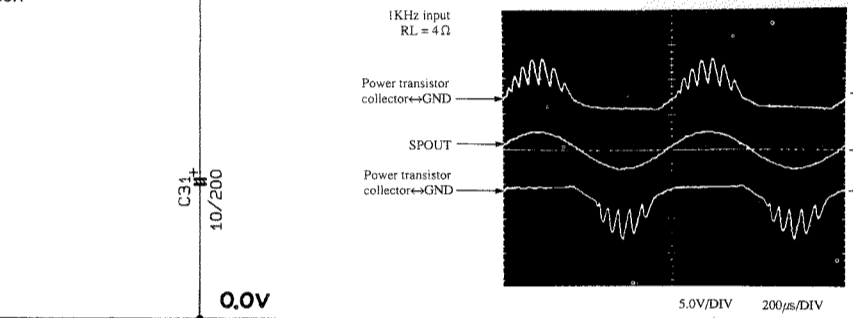 C31
+
10/200
0.0V
1KHz input
RL = 4Ω
Power transistor
collector↔GND
SPOUT
Power transistor
collector↔GND
5.0V/DIV 200μs/DIV